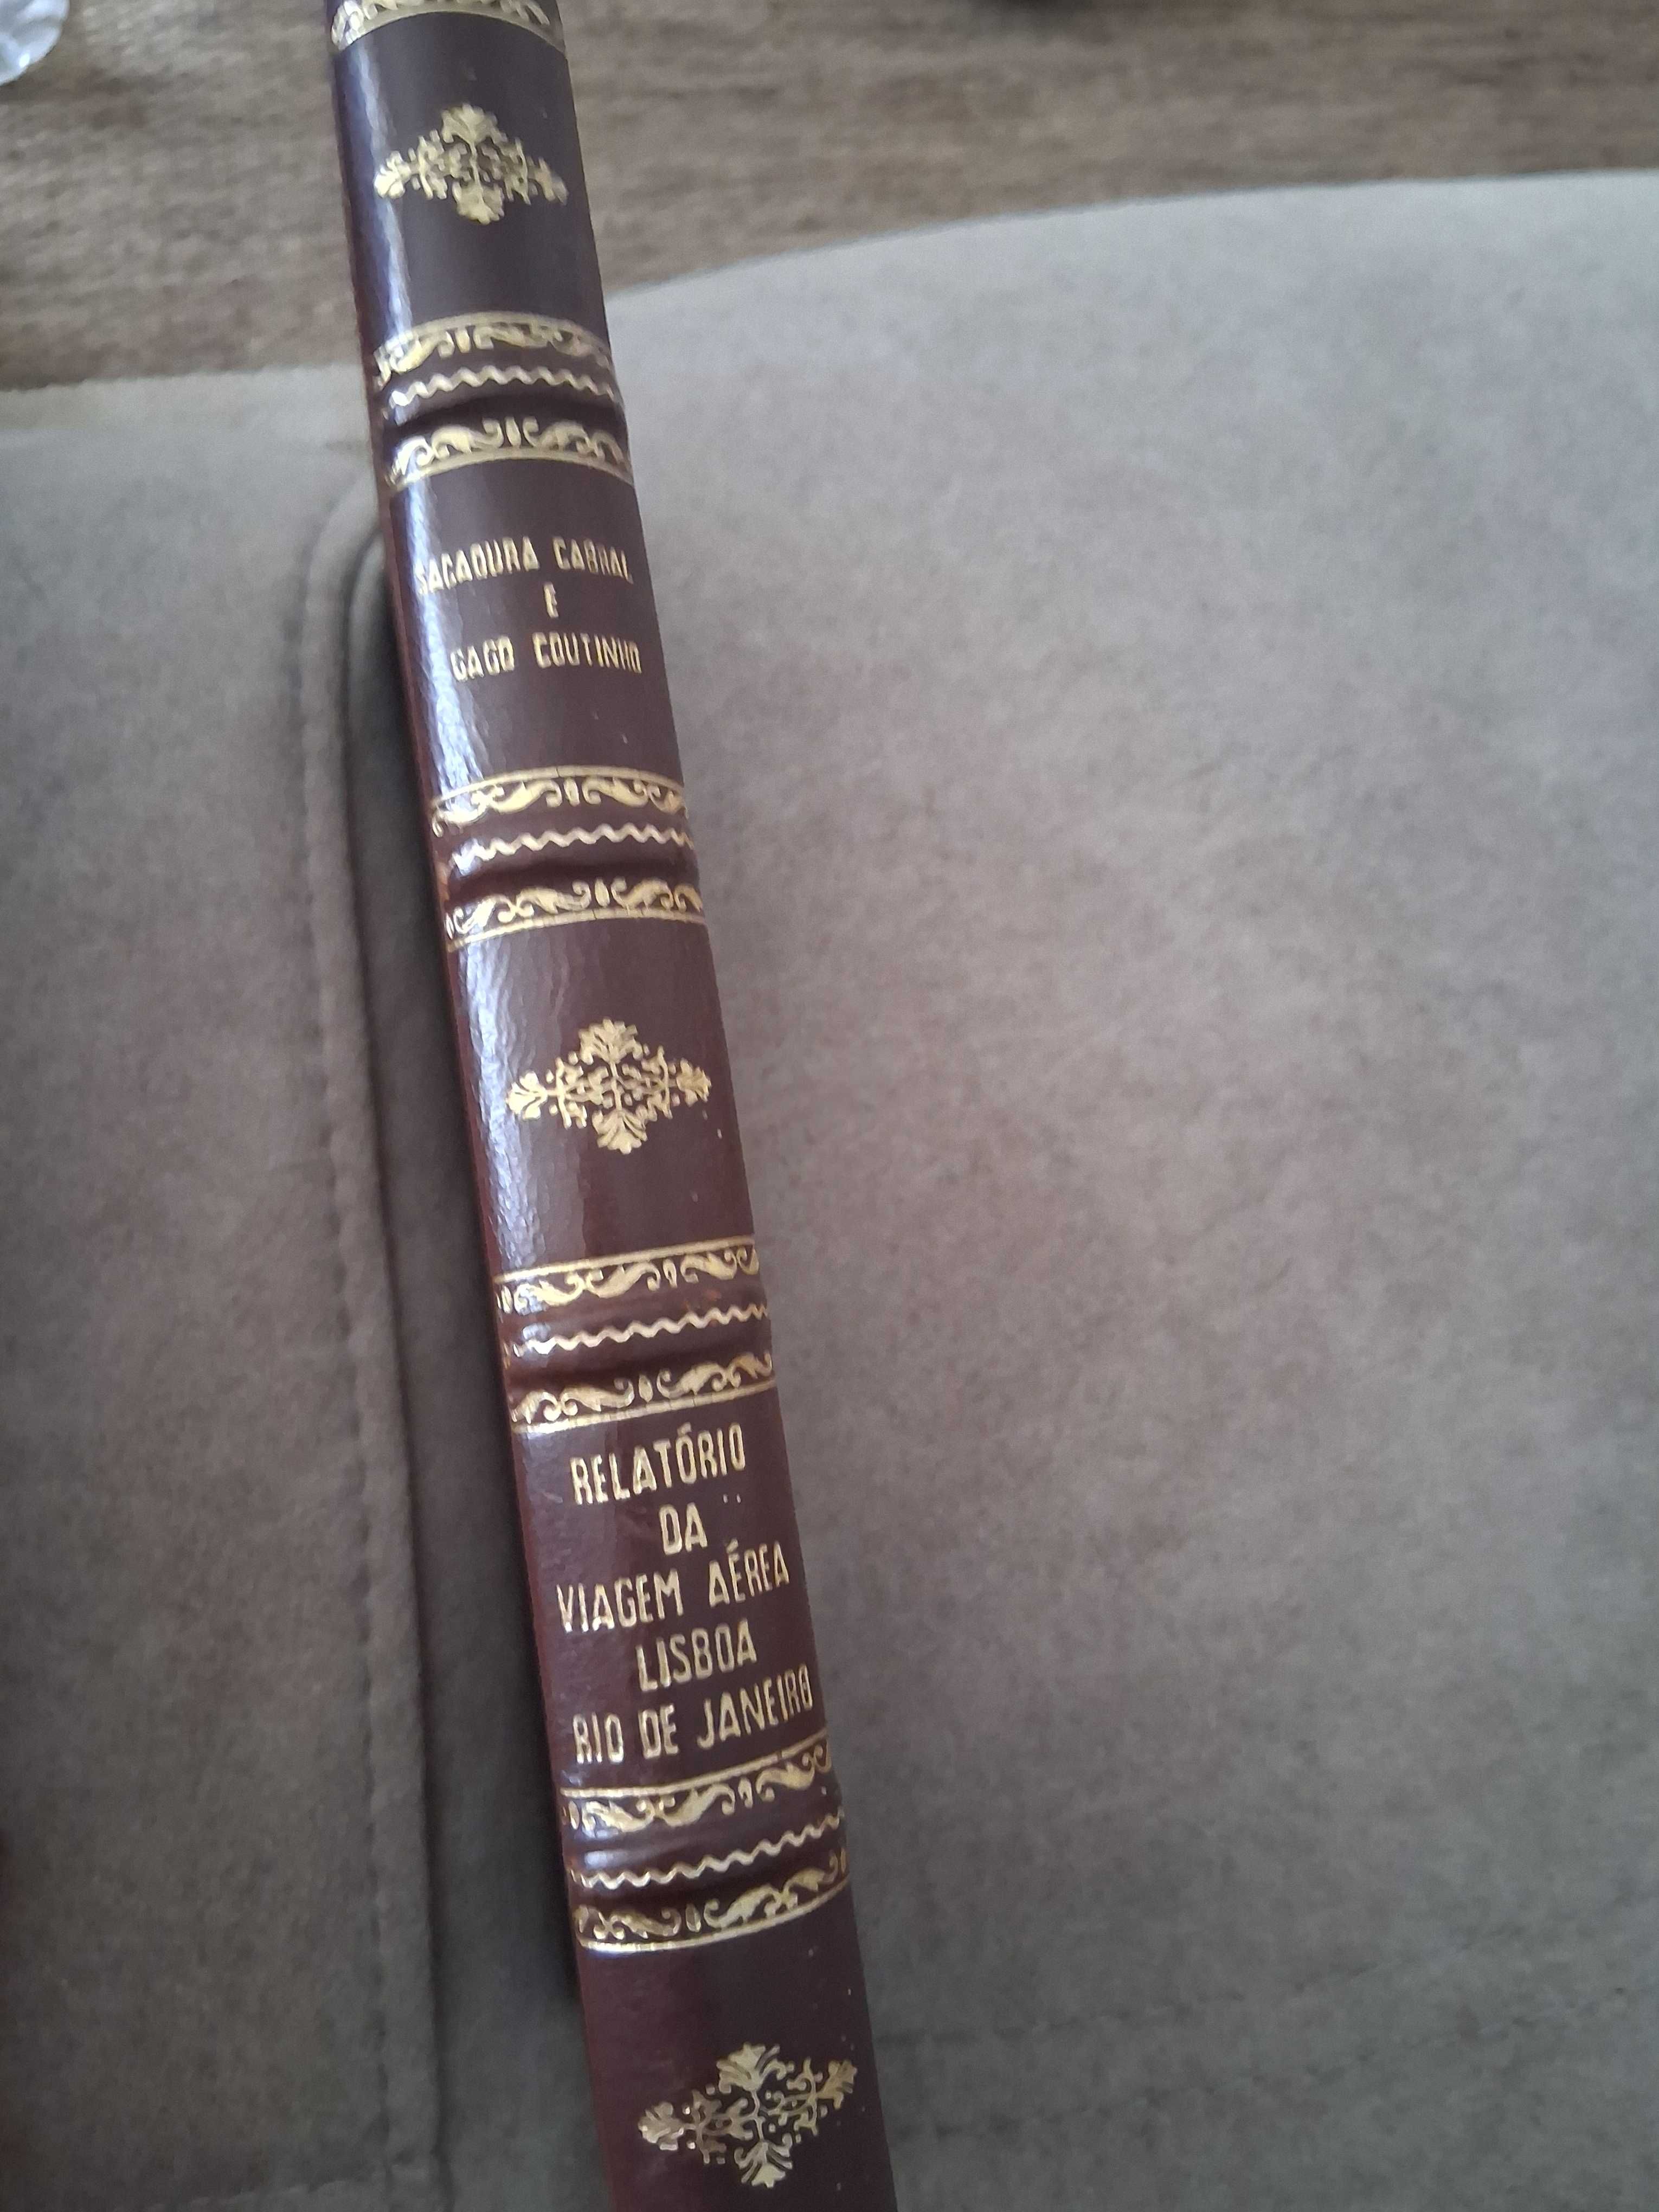 SACADURA CABRAL
E
GAGO COUTINHO
RELATÓRIO
DA
VIAGEM AÉREA
LISBOA
RIO DE JANEIRO